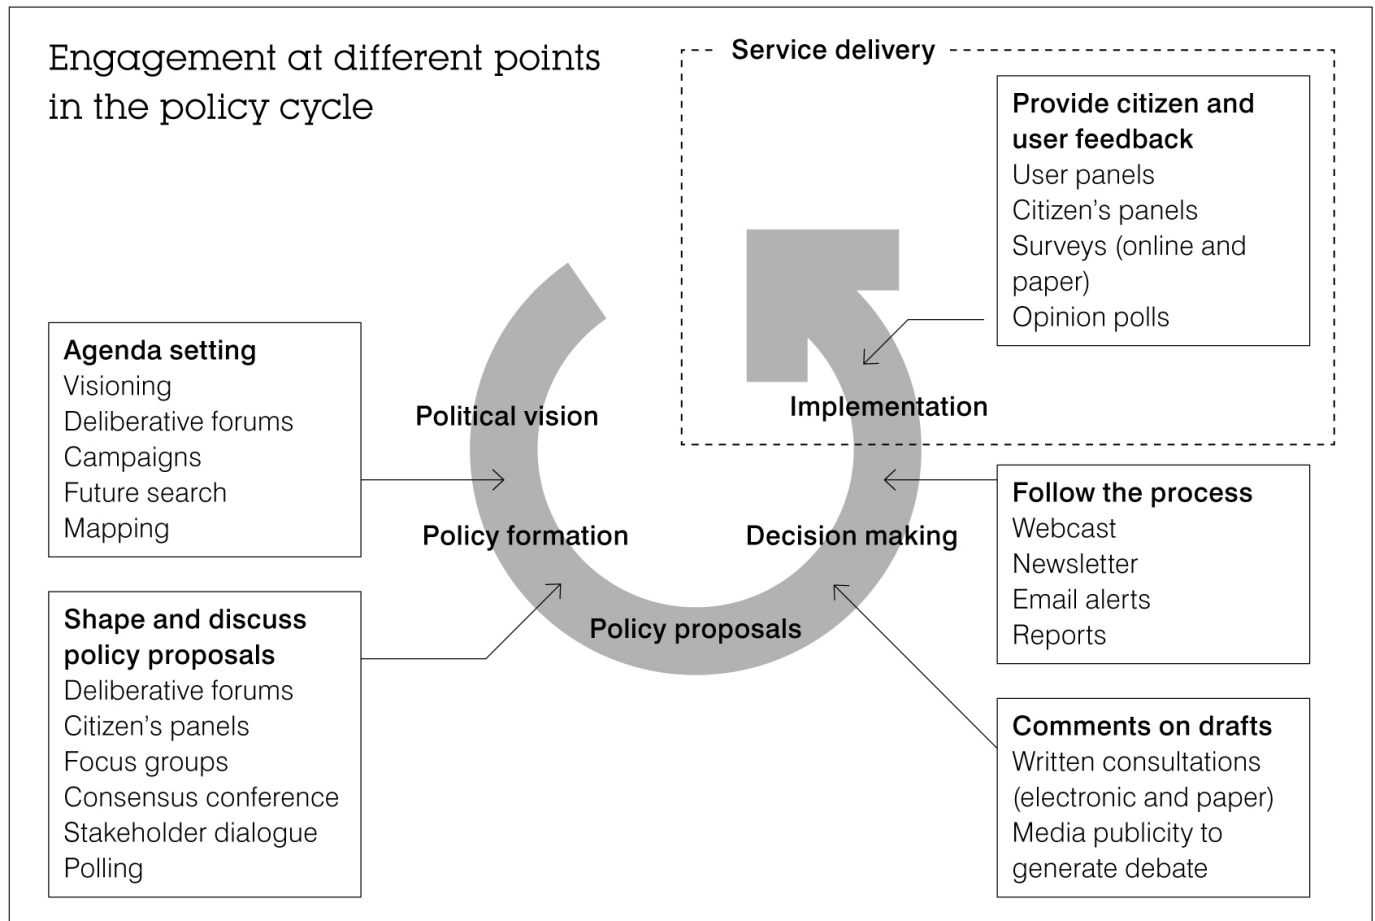 Engagement at different points
in the policy cycle
Service delivery
Provide citizen and
user feedback
User panels
Citizen’s panels
Surveys (online and
paper)
Opinion polls
Agenda setting
Visioning
Deliberative forums
Campaigns
Future search
Mapping
Political vision
Implementation
Policy formation
Decision making
Policy proposals
Follow the process
Webcast
Newsletter
Email alerts
Reports
Shape and discuss
policy proposals
Deliberative forums
Citizen’s panels
Focus groups
Consensus conference
Stakeholder dialogue
Polling
Comments on drafts
Written consultations
(electronic and paper)
Media publicity to
generate debate